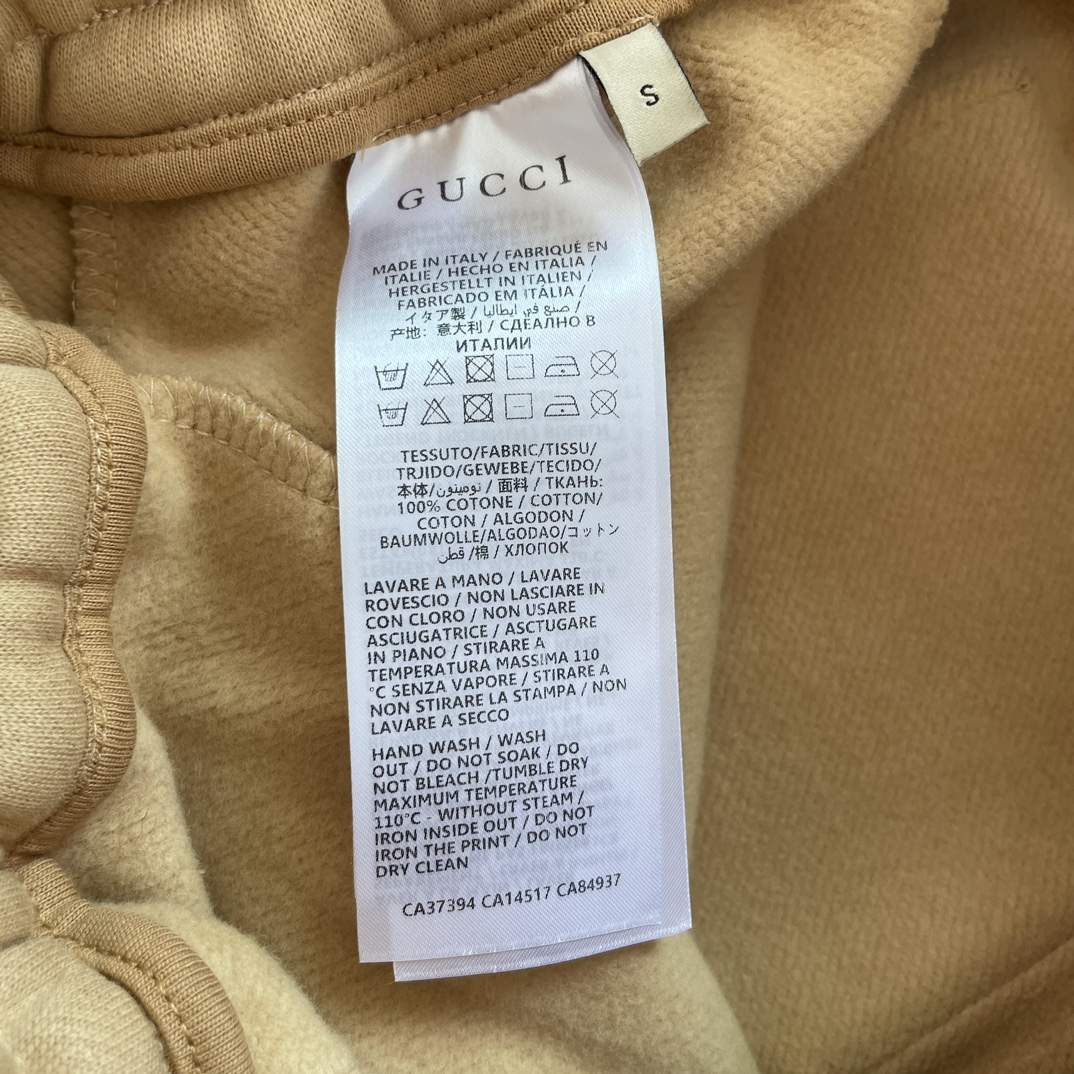 S
GUCCI
MADE IN ITALY / FABRIQUÉ EN
ITALIE / HECHO EN ITALIA /
HERGESTELLT IN ITALIEN /
FABRICADO EM ITÁLIA /
イタア製 / صنع في ايطاليا /
产地: 意大利 / СДЕАЛНО В
ИТАЛИИ
TESSUTO/FABRIC/TISSU/
TRJIDO/GEWEBE/TECIDO/
本体/تومينون / 面料 / ТКАНЬ:
100% COTONE / COTTON/
COTON / ALGODON /
BAUMWOLLE/ALGODAO/コットン
قطن /棉 / ХЛОПОК
LAVARE A MANO / LAVARE
ROVESCIO / NON LASCIARE IN
CON CLORO / NON USARE
ASCIUGATRICE / ASCTUGARE
IN PIANO / STIRARE A
TEMPERATURA MASSIMA 110
°C SENZA VAPORE / STIRARE A
NON STIRARE LA STAMPA / NON
LAVARE A SECCO
HAND WASH / WASH
OUT / DO NOT SOAK / DO
NOT BLEACH /TUMBLE DRY
MAXIMUM TEMPERATURE
110°C - WITHOUT STEAM /
IRON INSIDE OUT / DO NOT
IRON THE PRINT / DO NOT
DRY CLEAN
CA37394 CA14517 CA84937